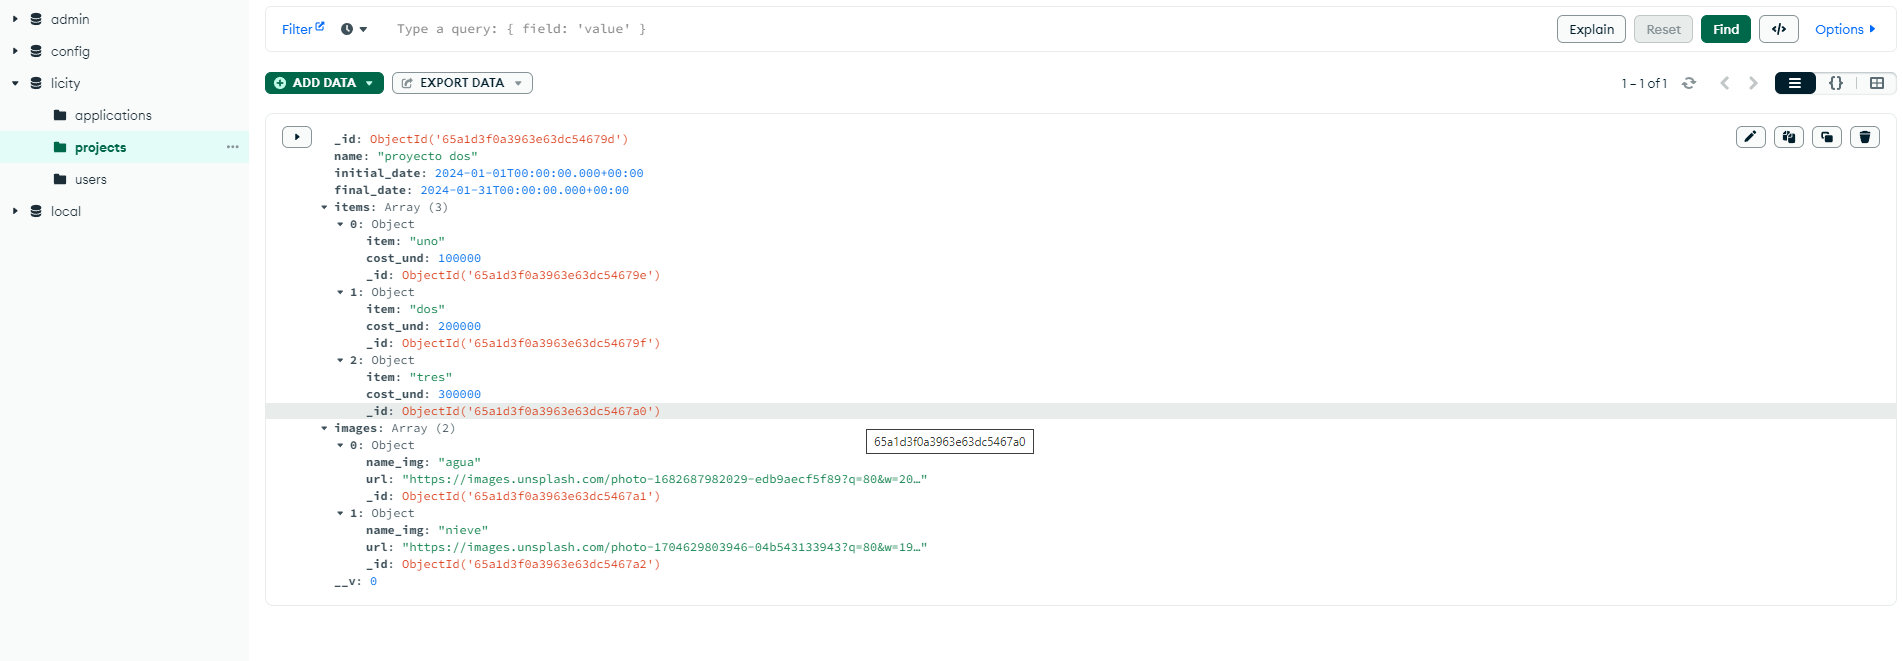 admin
config
licity
applications
projects
users
local
Filter
Type a query: { field: 'value' }
Explain
Reset
Find
</>
Options
ADD DATA
EXPORT DATA
1 – 1 of 1
{}
_id: ObjectId('65a1d3f0a3963e63dc54679d')
name: "proyecto dos"
initial_date: 2024-01-01T00:00:00.000+00:00
final_date: 2024-01-31T00:00:00.000+00:00
items: Array (3)
0: Object
item: "uno"
cost_und: 100000
_id: ObjectId('65a1d3f0a3963e63dc54679e')
1: Object
item: "dos"
cost_und: 200000
_id: ObjectId('65a1d3f0a3963e63dc54679f')
2: Object
item: "tres"
cost_und: 300000
_id: ObjectId('65a1d3f0a3963e63dc5467a0')
images: Array (2)
65a1d3f0a3963e63dc5467a0
0: Object
name_img: "agua"
url: "https://images.unsplash.com/photo-1682687982029-edb9aecf5f89?q=80&w=20…"
_id: ObjectId('65a1d3f0a3963e63dc5467a1')
1: Object
name_img: "nieve"
url: "https://images.unsplash.com/photo-1704629803946-04b543133943?q=80&w=19…"
_id: ObjectId('65a1d3f0a3963e63dc5467a2')
__v: 0